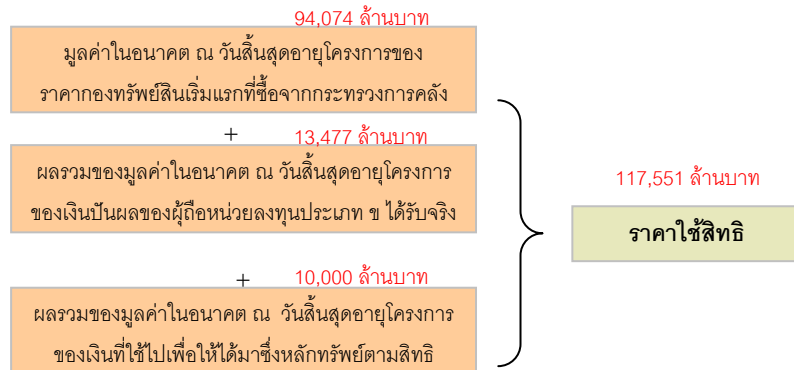 94,074 ล้านบาท
มูลค่าในอนาคต ณ วันสิ้นสุดอายุโครงการของ
ราคากองทรัพย์สินเริ่มแรกที่ซื้อจากกระทรวงการคลัง
+ 13,477 ล้านบาท
ผลรวมของมูลค่าในอนาคต ณ วันสิ้นสุดอายุโครงการ
ของเงินปันผลของผู้ถือหน่วยลงทุนประเภท ข ได้รับจริง
+ 10,000 ล้านบาท
ผลรวมของมูลค่าในอนาคต ณ วันสิ้นสุดอายุโครงการ
ของเงินที่ใช้ไปเพื่อให้ได้มาซึ่งหลักทรัพย์ตามสิทธิ
117,551 ล้านบาท
ราคาใช้สิทธิ